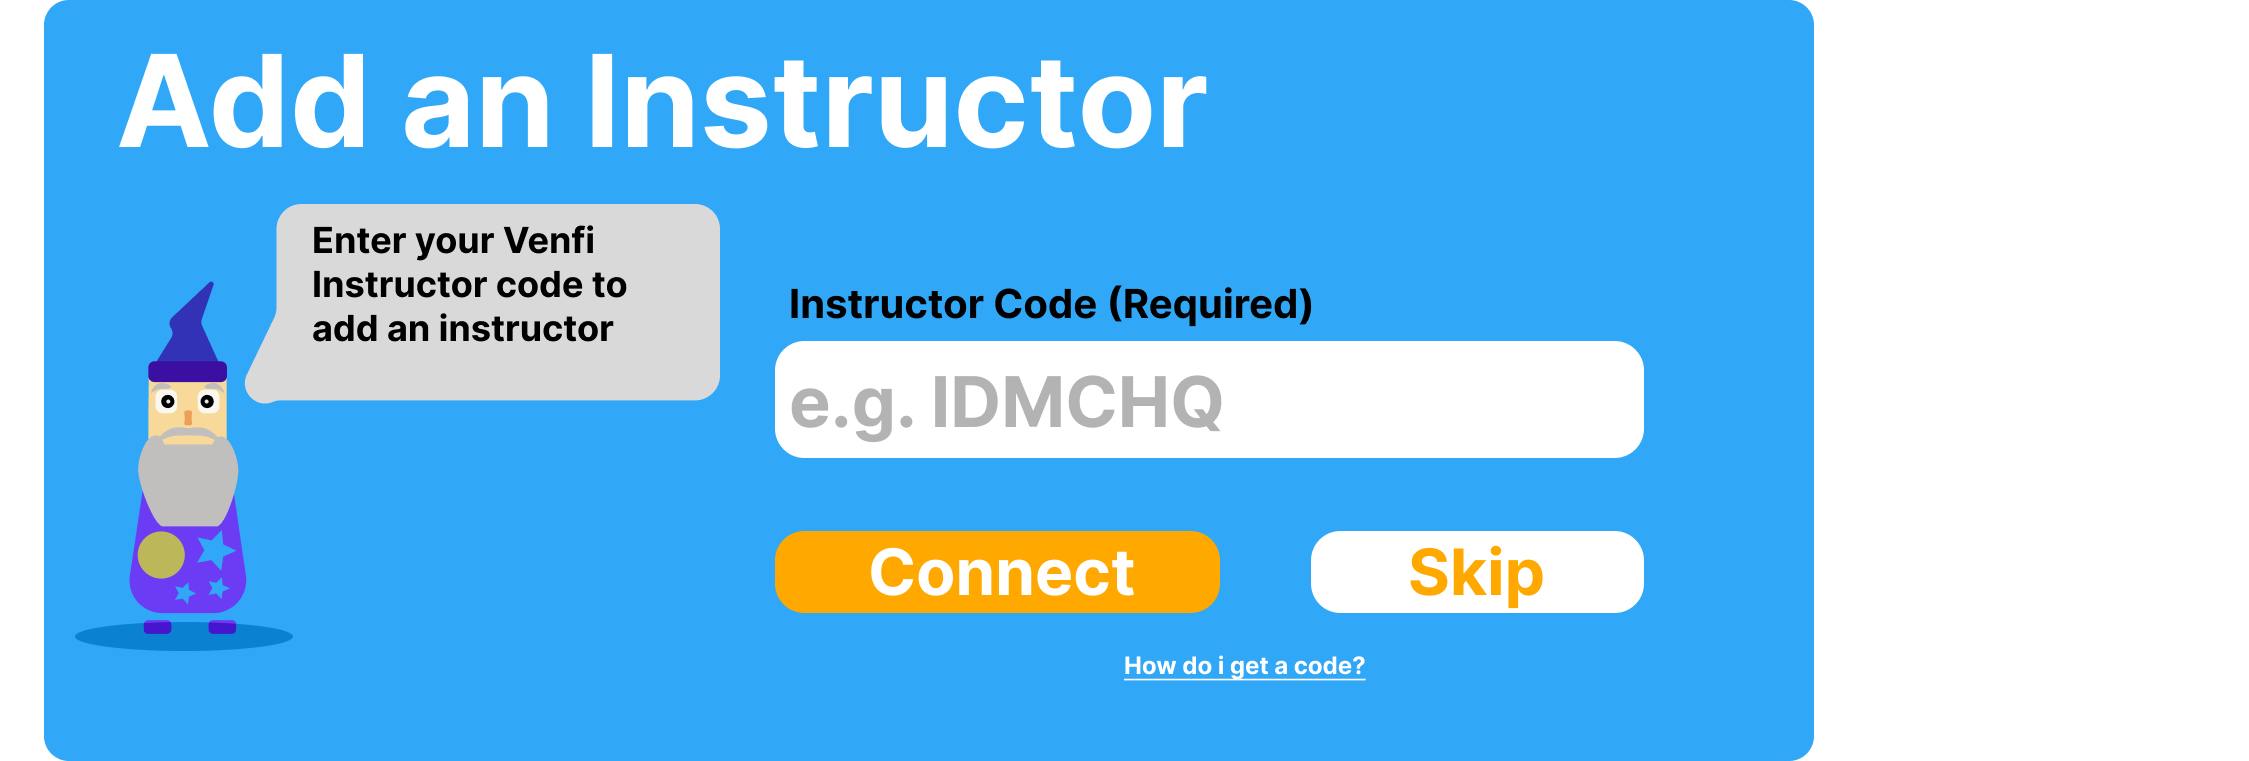 Add an Instructor
Enter your Venfi
Instructor code to
add an instructor
Instructor Code (Required)
e.g. IDMCHQ
Connect
Skip
How do i get a code?